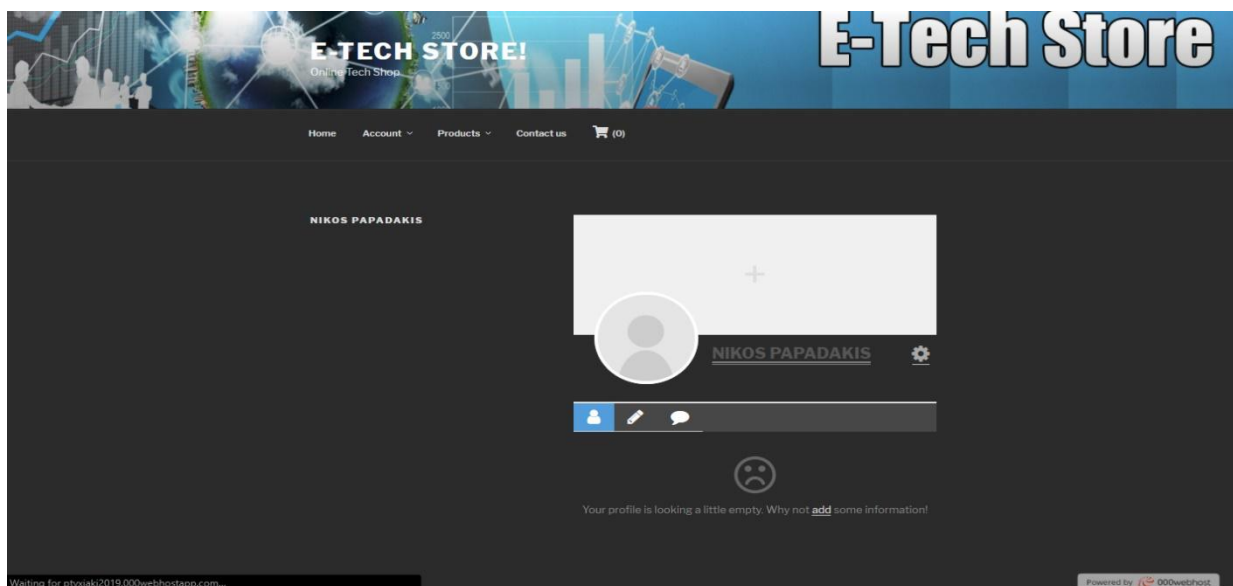 E-Tech Store
2500
E-TECH STORE!
Online Tech Shop
Home Account Products Contact us (0)
NIKOS PAPADAKIS
+
NIKOS PAPADAKIS
Your profile is looking a little empty. Why not add some information!
Waiting for ptyxiaki2019.000webhostapp.com...
Powered by 000webhost